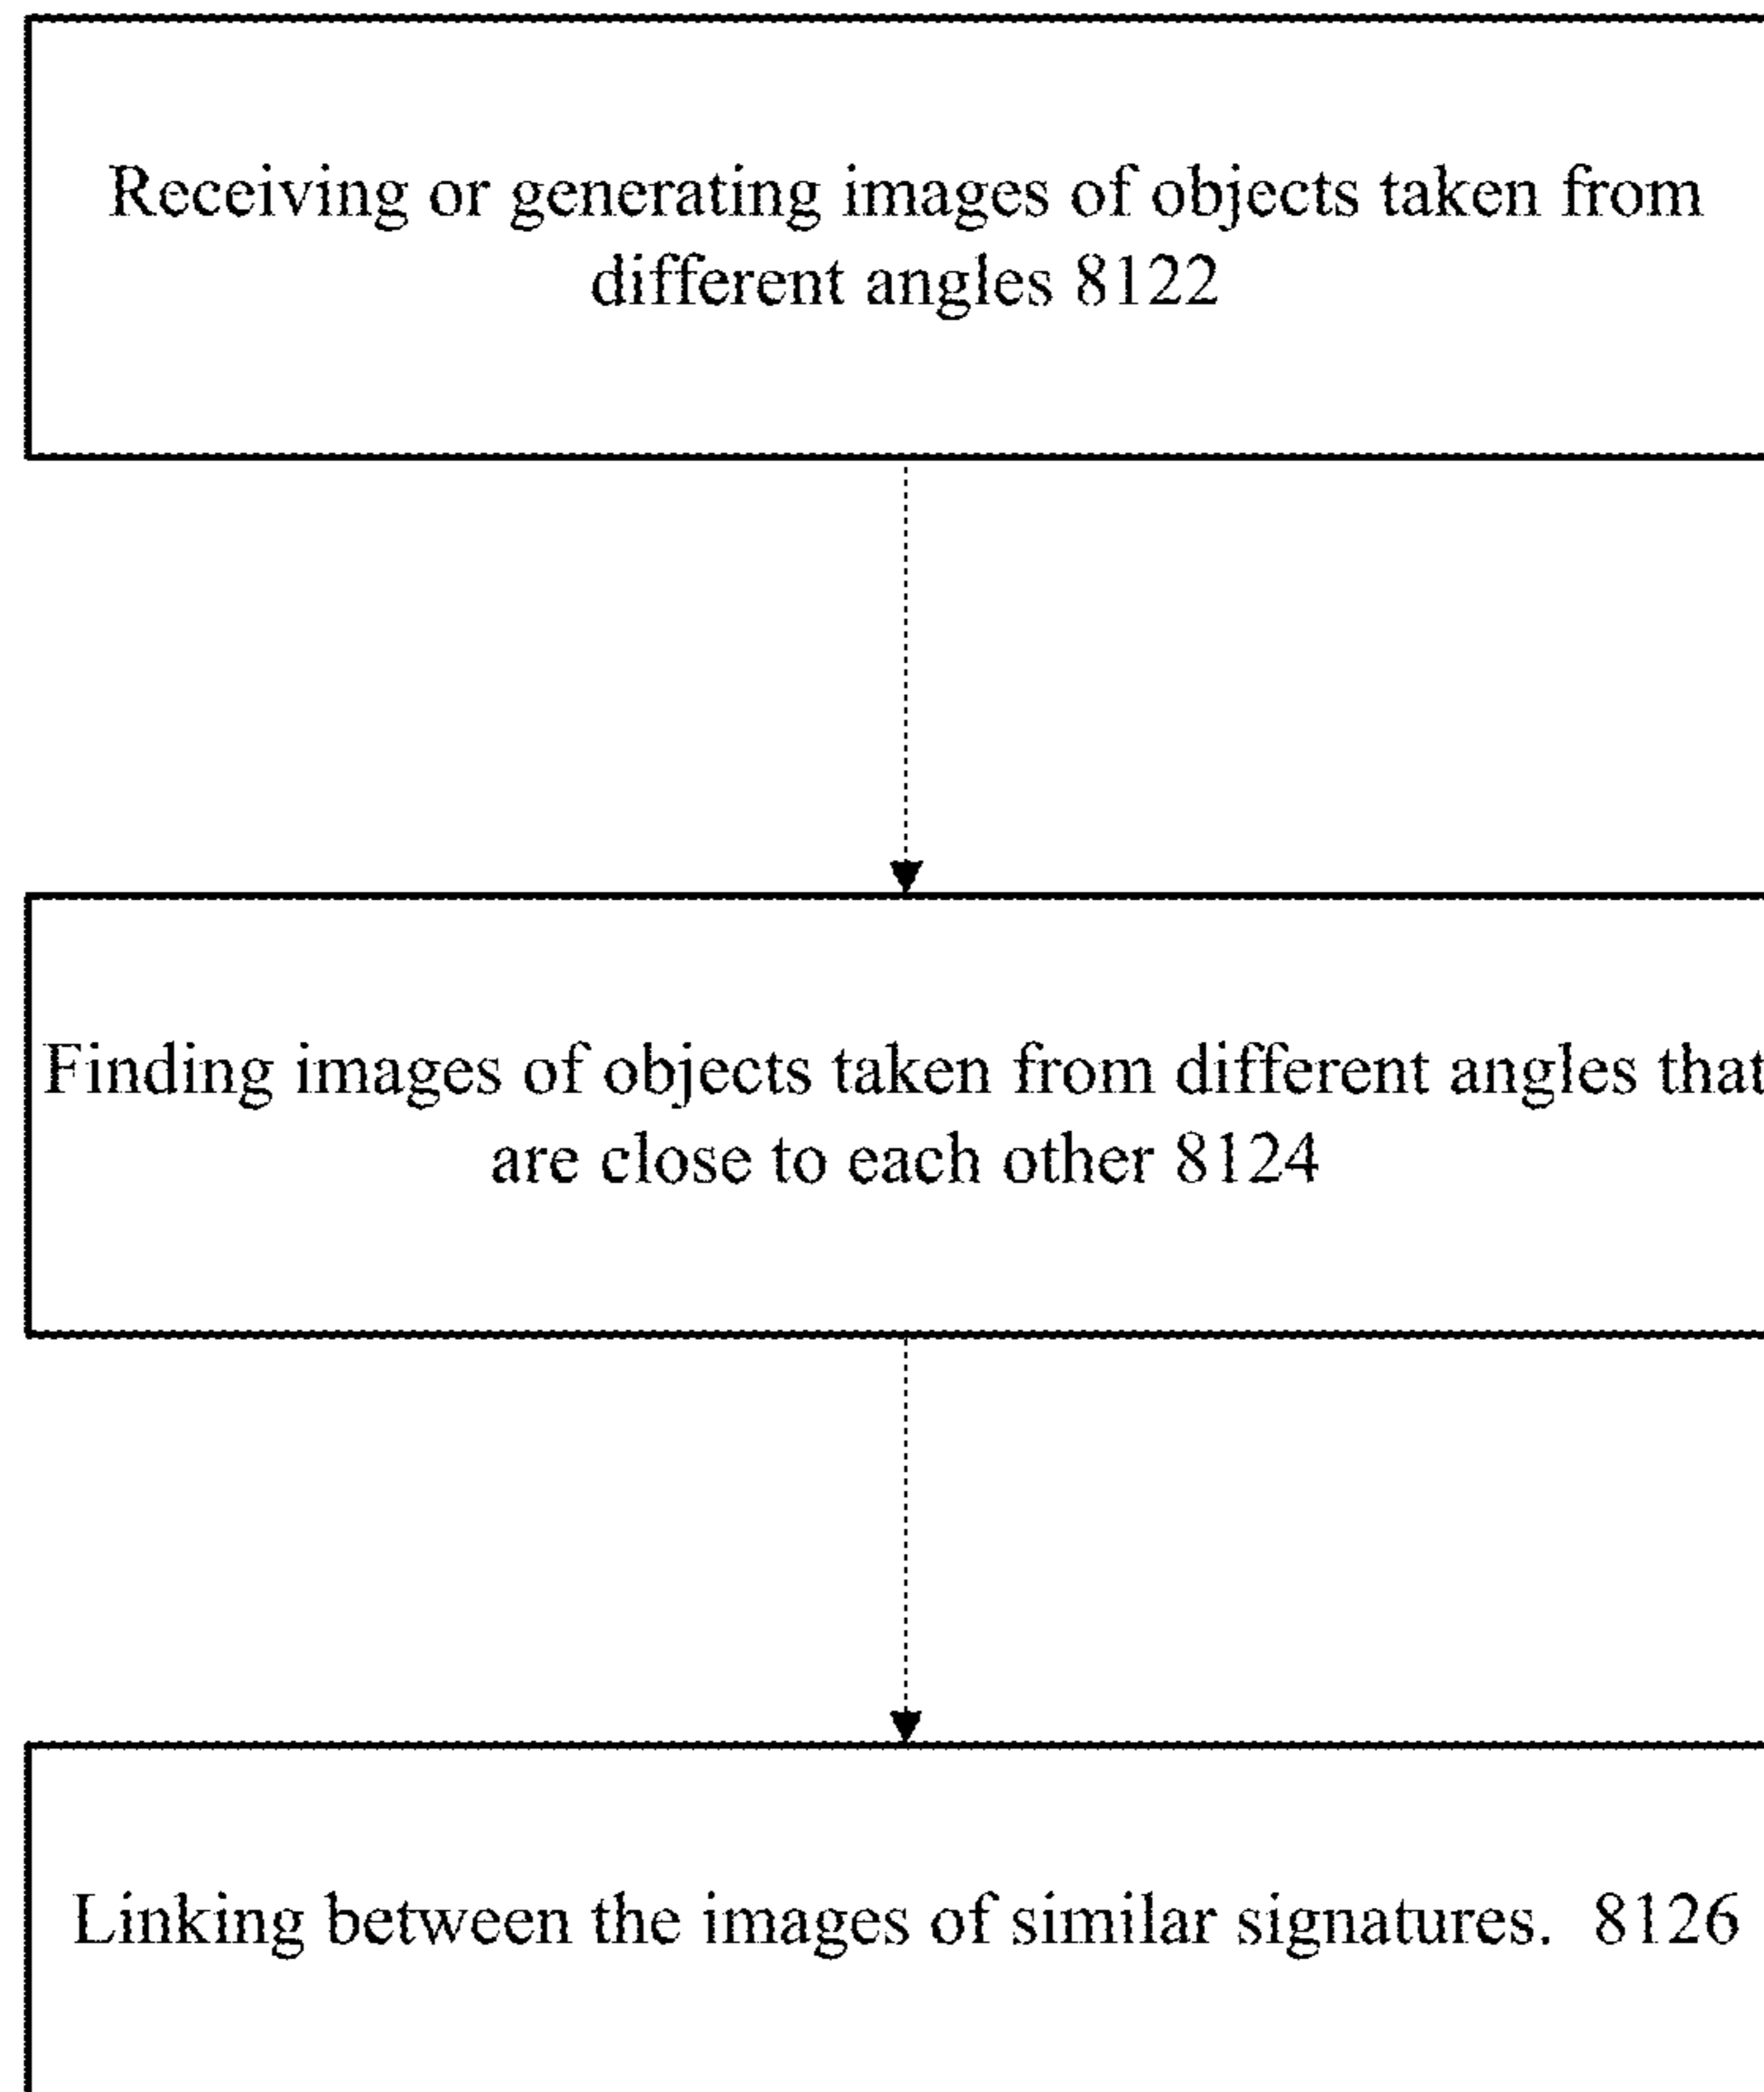 Receiving or generating images of objects taken from
different angles 8122
Finding images of objects taken from different angles that
are close to each other 8124
Linking between the images of similar signatures. 8126